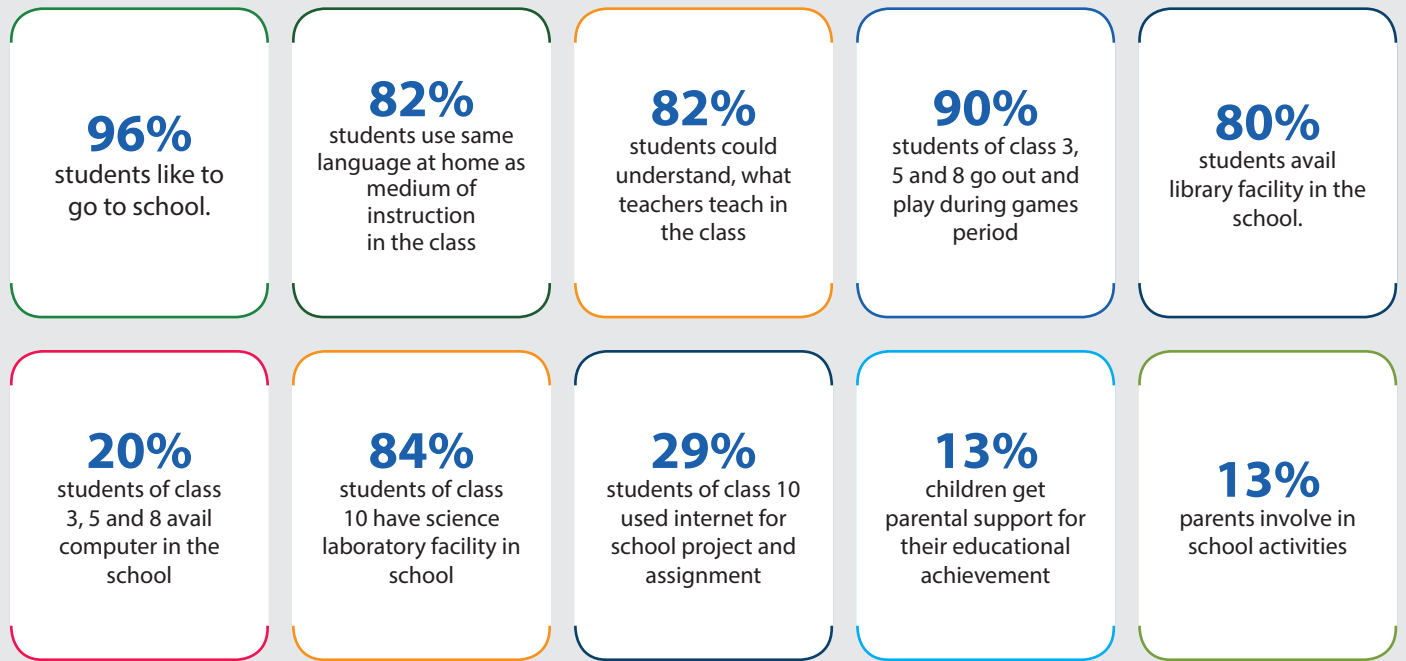 96%
students like to
go to school.
82%
students use same
language at home as
medium of
instruction
in the class
82%
students could
understand, what
teachers teach in
the class
90%
students of class 3,
5 and 8 go out and
play during games
period
80%
students avail
library facility in the
school.
20%
students of class
3, 5 and 8 avail
computer in the
school
84%
students of class
10 have science
laboratory facility in
school
29%
students of class 10
used internet for
school project and
assignment
13%
children get
parental support for
their educational
achievement
13%
parents involve in
school activities